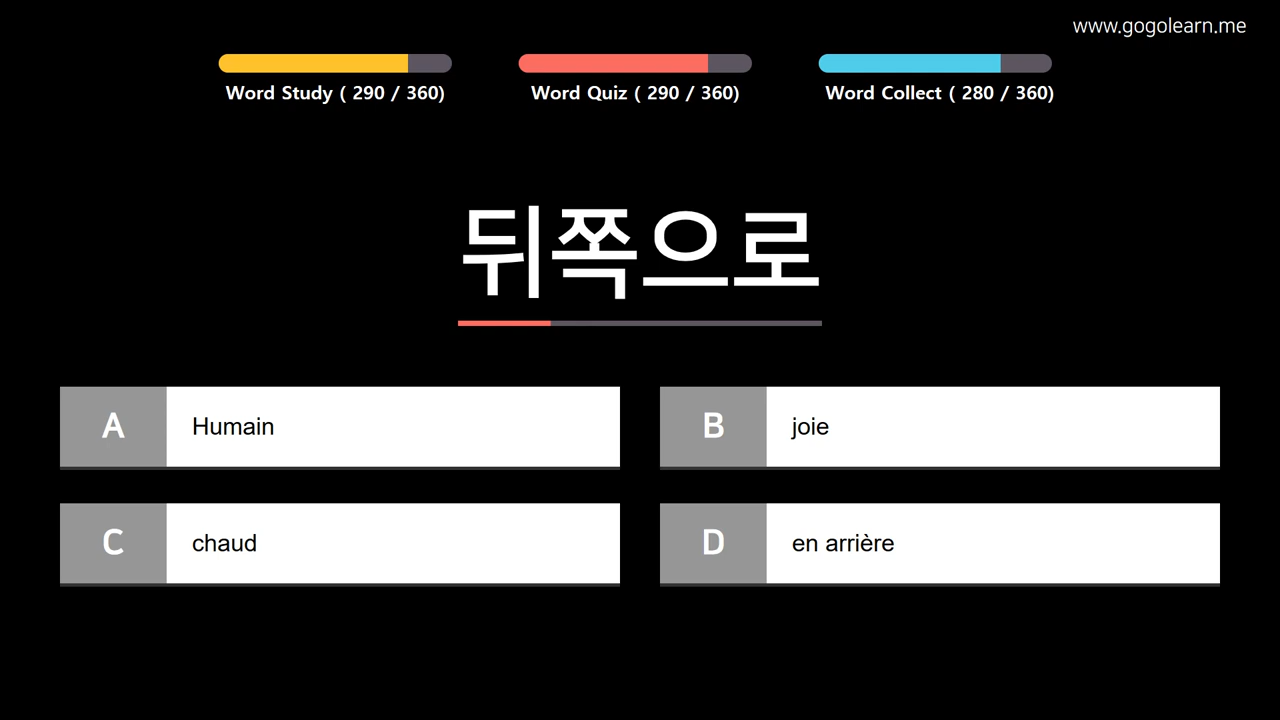 www.gogolearn.me
Word Study ( 290 / 360)
Word Quiz ( 290 / 360)
Word Collect ( 280 / 360)
뒤쪽으로
A Humain
B joie
C chaud
D en arrière